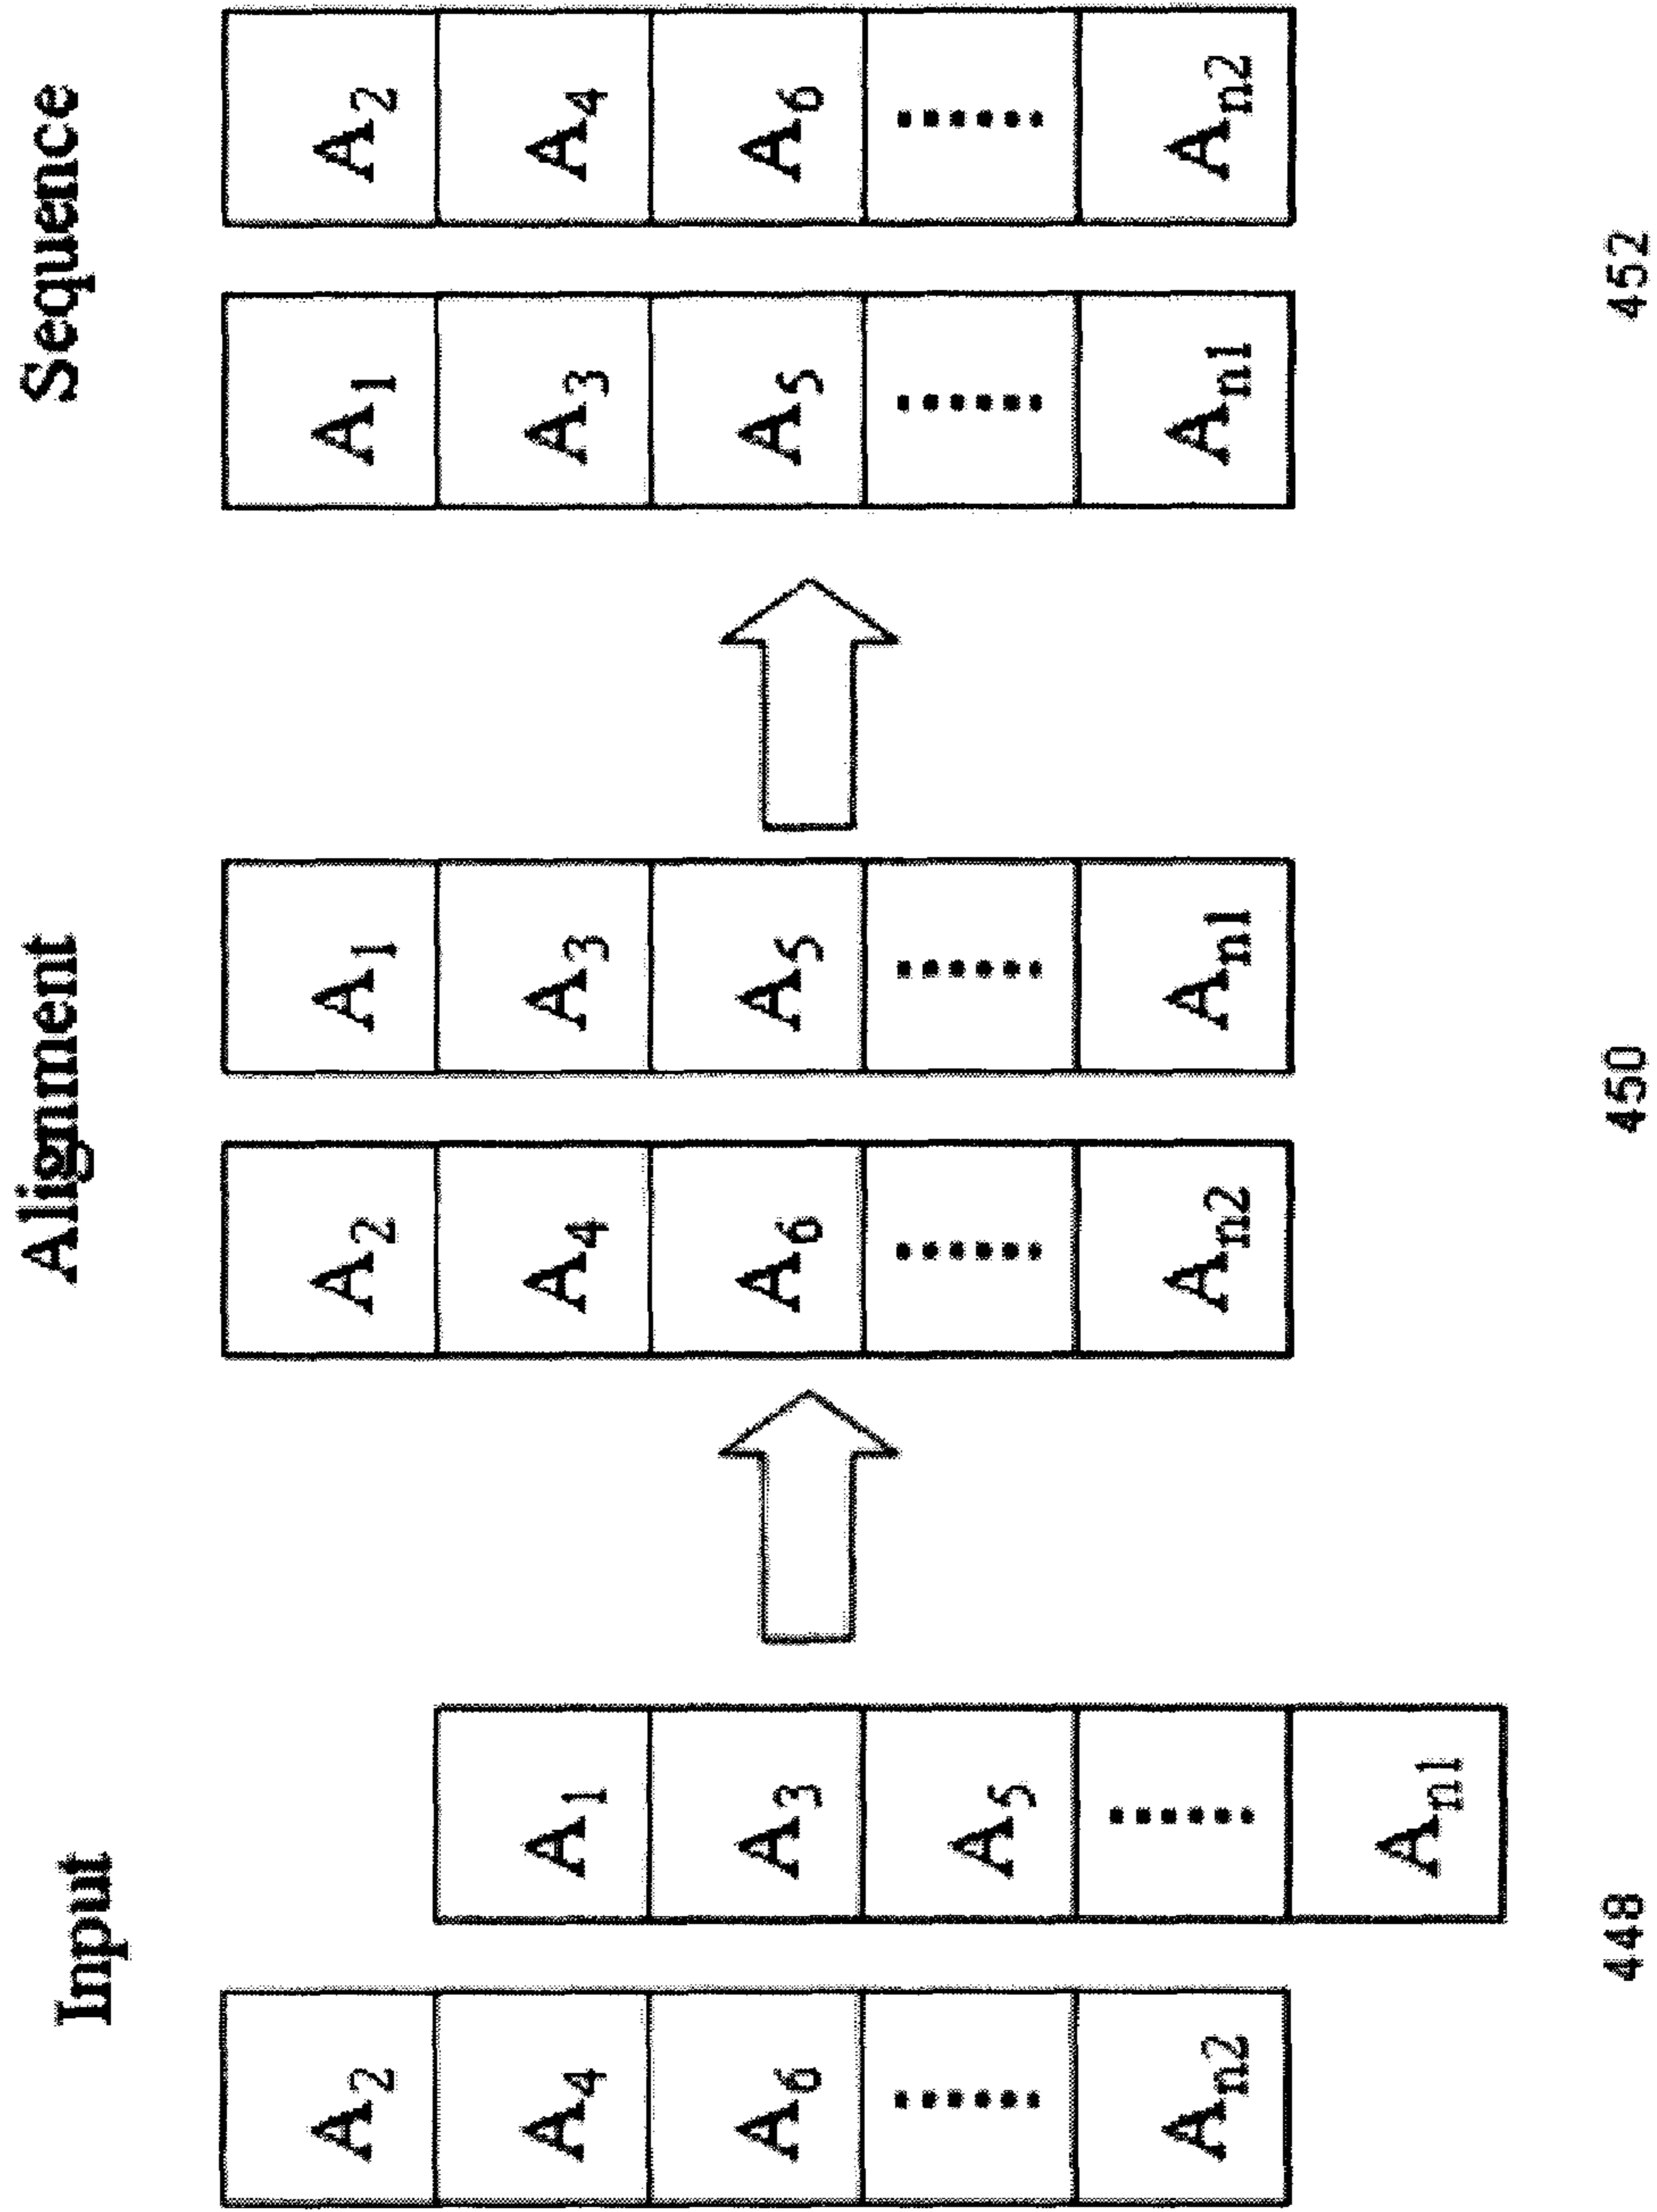 Input
A₂
A₄
A₆
......
Aₙ₂
A₁
A₃
A₅
......
Aₙ₁
448
Alignment
A₂
A₄
A₆
......
Aₙ₂
A₁
A₃
A₅
......
Aₙ₁
450
Sequence
A₁
A₃
A₅
......
Aₙ₁
A₂
A₄
A₆
......
Aₙ₂
452